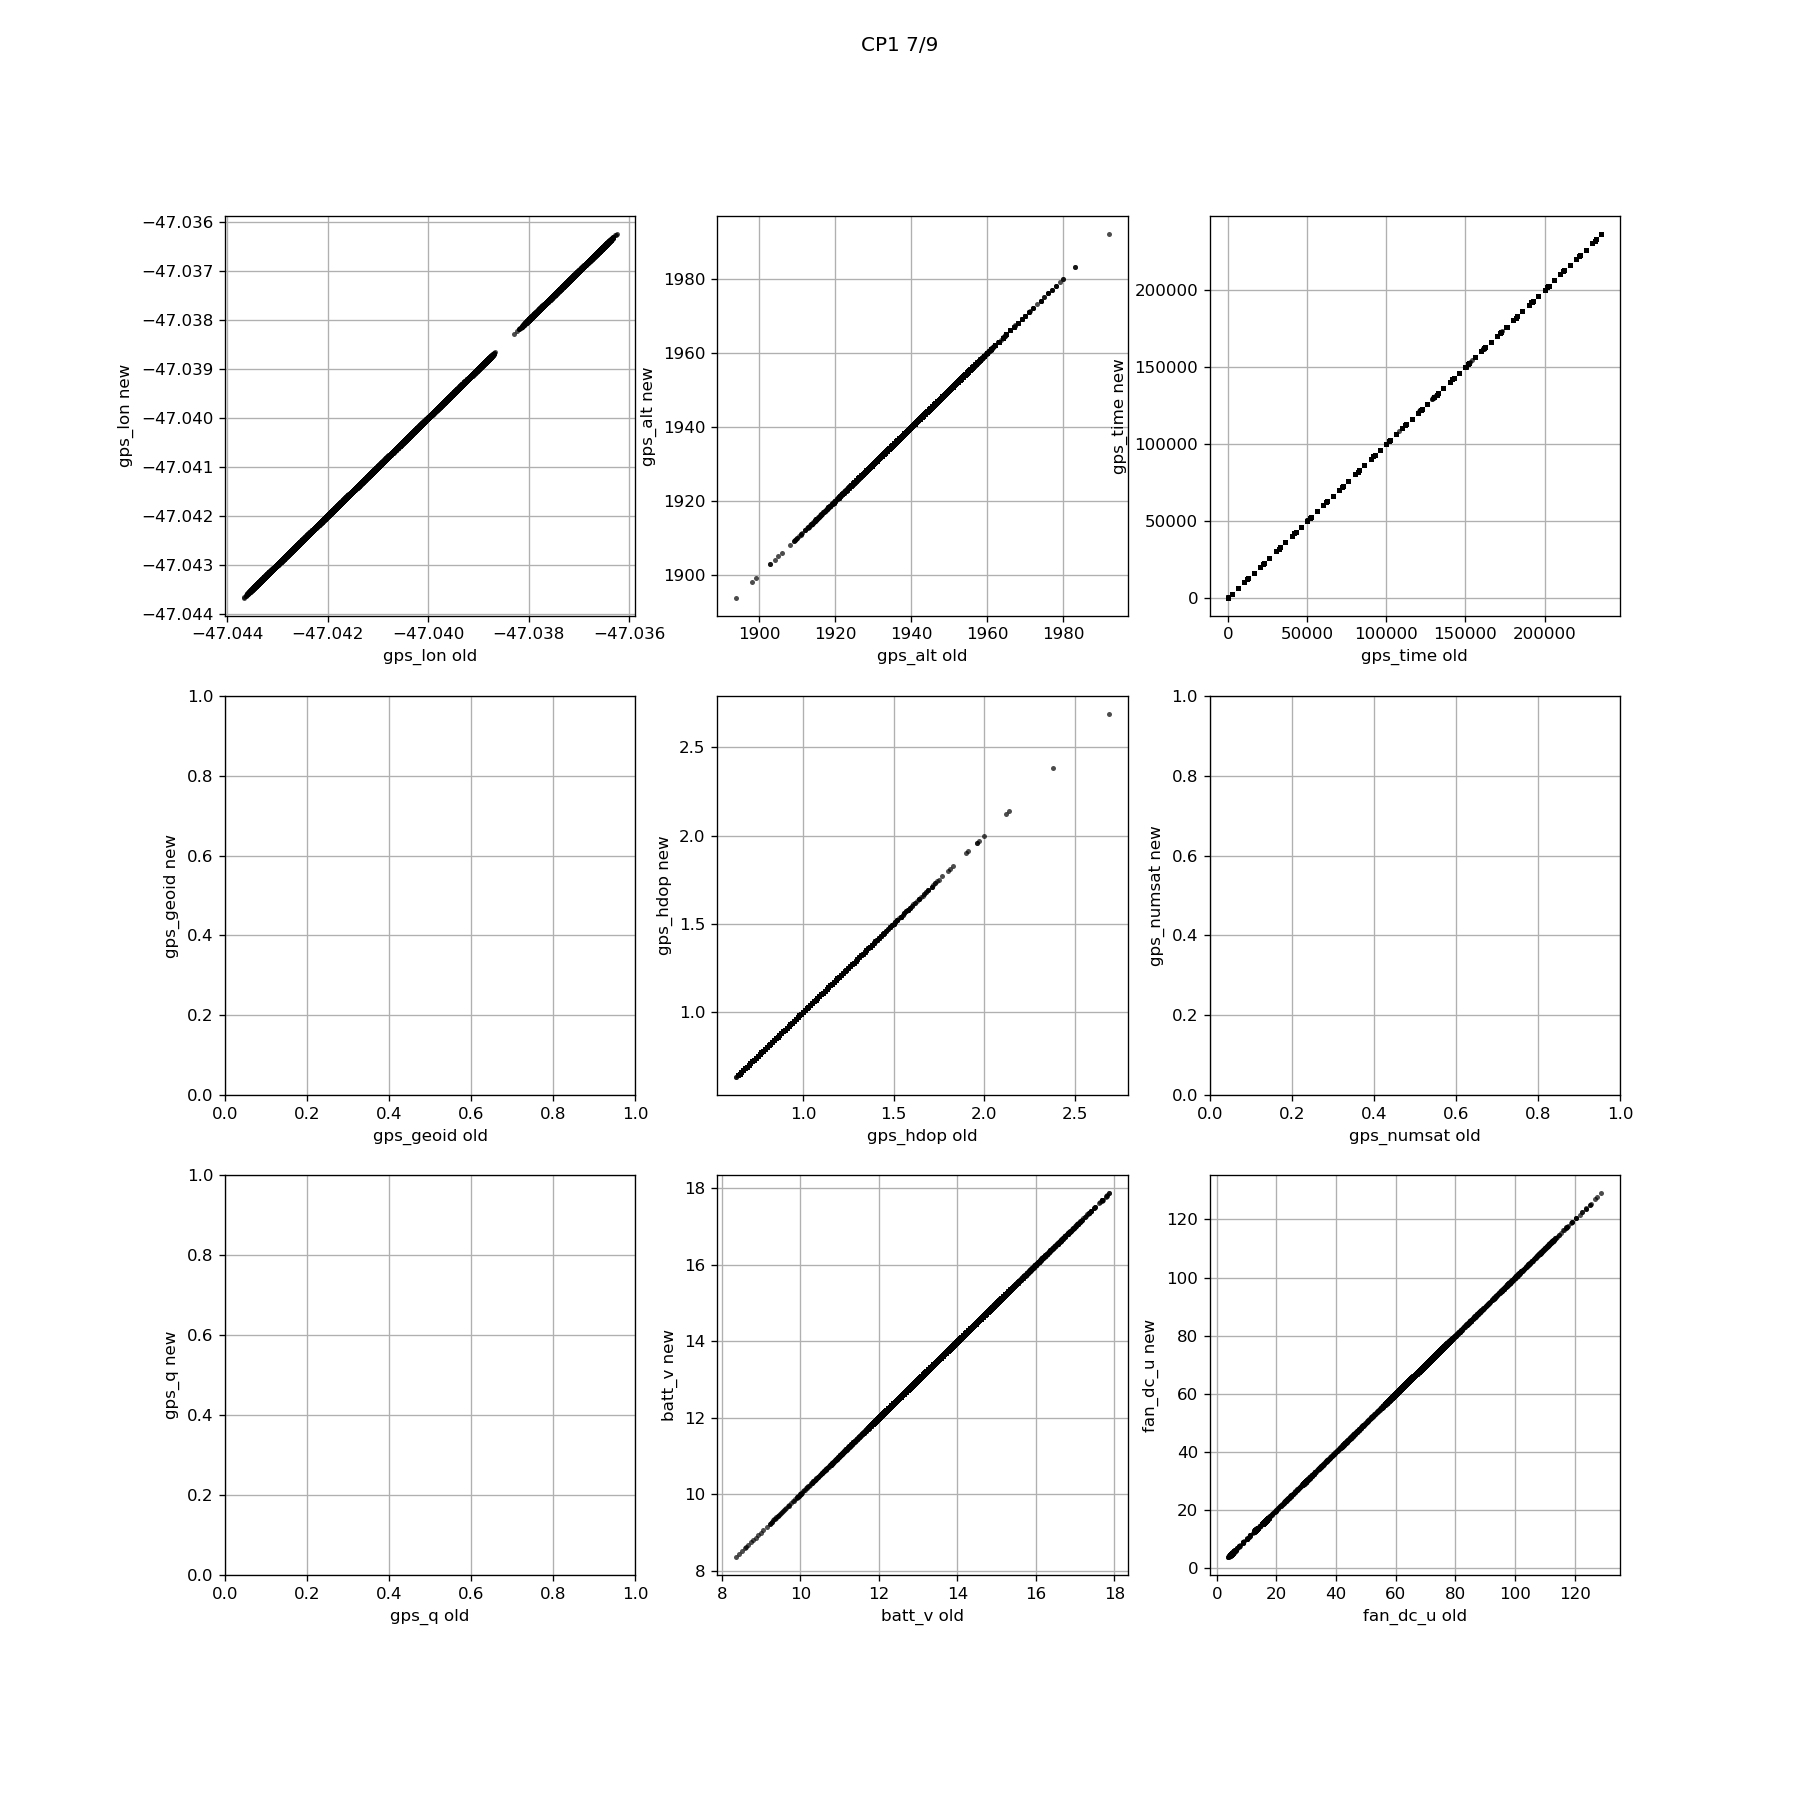 CP1 7/9
−47.036
−47.037
−47.038
−47.039
−47.040
−47.041
−47.042
−47.043
−47.044
gps_lon new
−47.044 −47.042 −47.040 −47.038 −47.036
gps_lon old
1980
1960
1940
1920
1900
gps_alt new
1900 1920 1940 1960 1980
gps_alt old
200000
150000
100000
50000
0
gps_time new
0 50000 100000 150000 200000
gps_time old
1.0
0.8
0.6
0.4
0.2
0.0
gps_geoid new
0.0 0.2 0.4 0.6 0.8 1.0
gps_geoid old
2.5
2.0
1.5
1.0
gps_hdop new
1.0 1.5 2.0 2.5
gps_hdop old
1.0
0.8
0.6
0.4
0.2
0.0
gps_numsat new
0.0 0.2 0.4 0.6 0.8 1.0
gps_numsat old
1.0
0.8
0.6
0.4
0.2
0.0
gps_q new
0.0 0.2 0.4 0.6 0.8 1.0
gps_q old
18
16
14
12
10
8
batt_v new
8 10 12 14 16 18
batt_v old
120
100
80
60
40
20
0
fan_dc_u new
0 20 40 60 80 100 120
fan_dc_u old